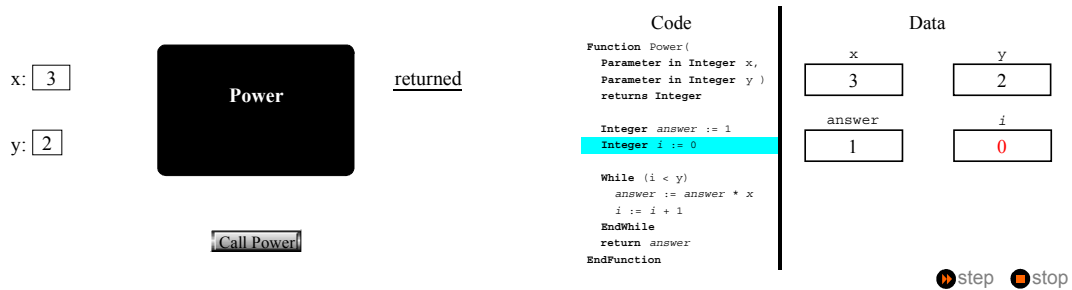 x: 3
y: 2
Power
returned
Call Power
Code
Function Power(
Parameter in Integer x,
Parameter in Integer y )
returns Integer
Integer answer := 1
Integer i := 0
While (i < y)
answer := answer * x
i := i + 1
EndWhile
return answer
EndFunction
Data
x y
3 2
answer i
1 0
step stop